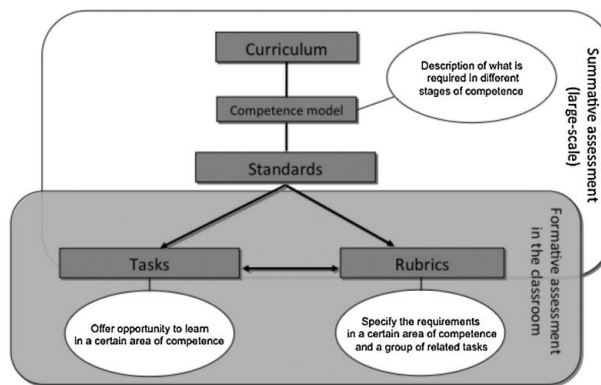 Curriculum
Description of what is
required in different
stages of competence
Competence model
Standards
Summative assessment
(large-scale)
Tasks
Rubrics
Formative assessment
in the classroom
Offer opportunity to learn
in a certain area of competence
Specify the requirements
in a certain area of competence
and a group of related tasks